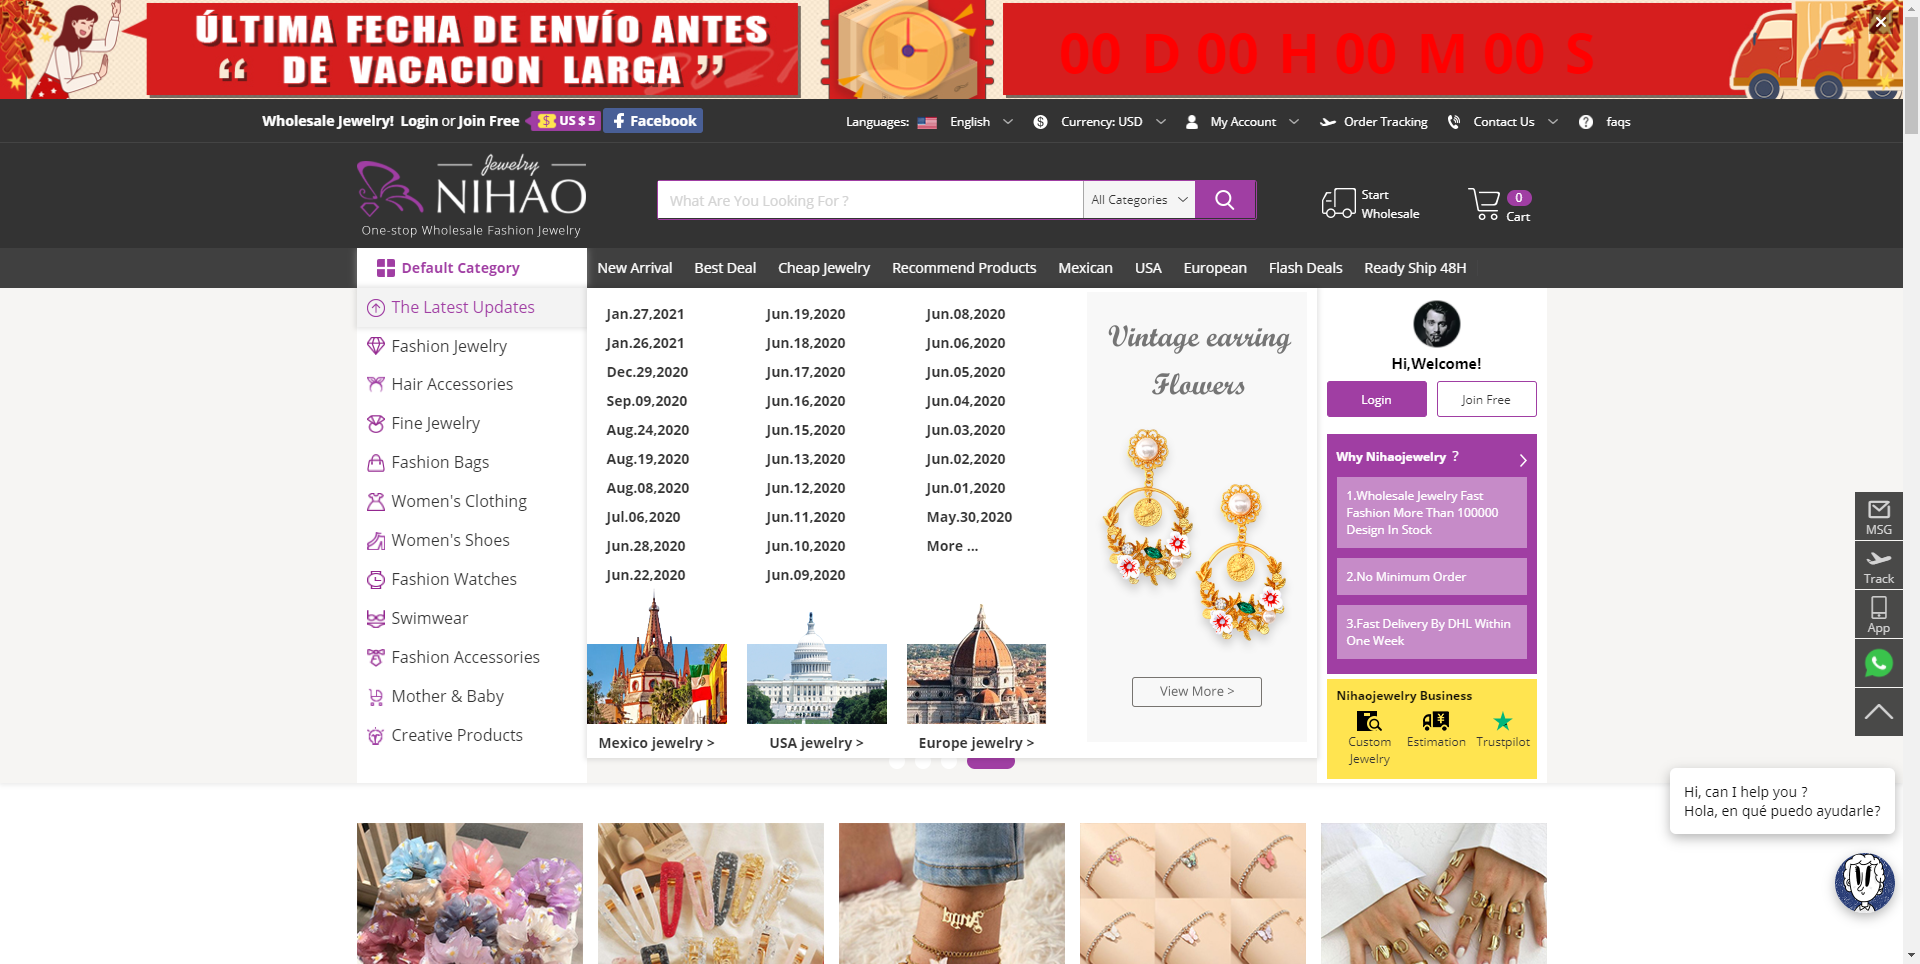 ÚLTIMA FECHA DE ENVÍO ANTES
“ DE VACACION LARGA ”
00 D 00 H 00 M 00 S
Wholesale Jewelry! Login or Join Free $ US $ 5 Facebook
Languages: English Currency: USD My Account Order Tracking Contact Us faqs
Jewelry
NIHAO
One-stop Wholesale Fashion Jewelry
What Are You Looking For ?
All Categories
Start
Wholesale
0
Cart
Default Category
New Arrival
Best Deal
Cheap Jewelry
Recommend Products
Mexican
USA
European
Flash Deals
Ready Ship 48H
The Latest Updates
Fashion Jewelry
Hair Accessories
Fine Jewelry
Fashion Bags
Women's Clothing
Women's Shoes
Fashion Watches
Swimwear
Fashion Accessories
Mother & Baby
Creative Products
Jan.27,2021
Jan.26,2021
Dec.29,2020
Sep.09,2020
Aug.24,2020
Aug.19,2020
Aug.08,2020
Jul.06,2020
Jun.28,2020
Jun.22,2020
Jun.19,2020
Jun.18,2020
Jun.17,2020
Jun.16,2020
Jun.15,2020
Jun.13,2020
Jun.12,2020
Jun.11,2020
Jun.10,2020
Jun.09,2020
Jun.08,2020
Jun.06,2020
Jun.05,2020
Jun.04,2020
Jun.03,2020
Jun.02,2020
Jun.01,2020
May.30,2020
More ...
Mexico jewelry >
USA jewelry >
Europe jewelry >
Vintage earring
Flowers
View More >
Hi,Welcome!
Login
Join Free
Why Nihaojewelry ?
1.Wholesale Jewelry Fast
Fashion More Than 100000
Design In Stock
2.No Minimum Order
3.Fast Delivery By DHL Within
One Week
Nihaojewelry Business
Custom
Jewelry
Estimation
Trustpilot
MSG
Track
App
Hi, can I help you ?
Hola, en qué puedo ayudarle?